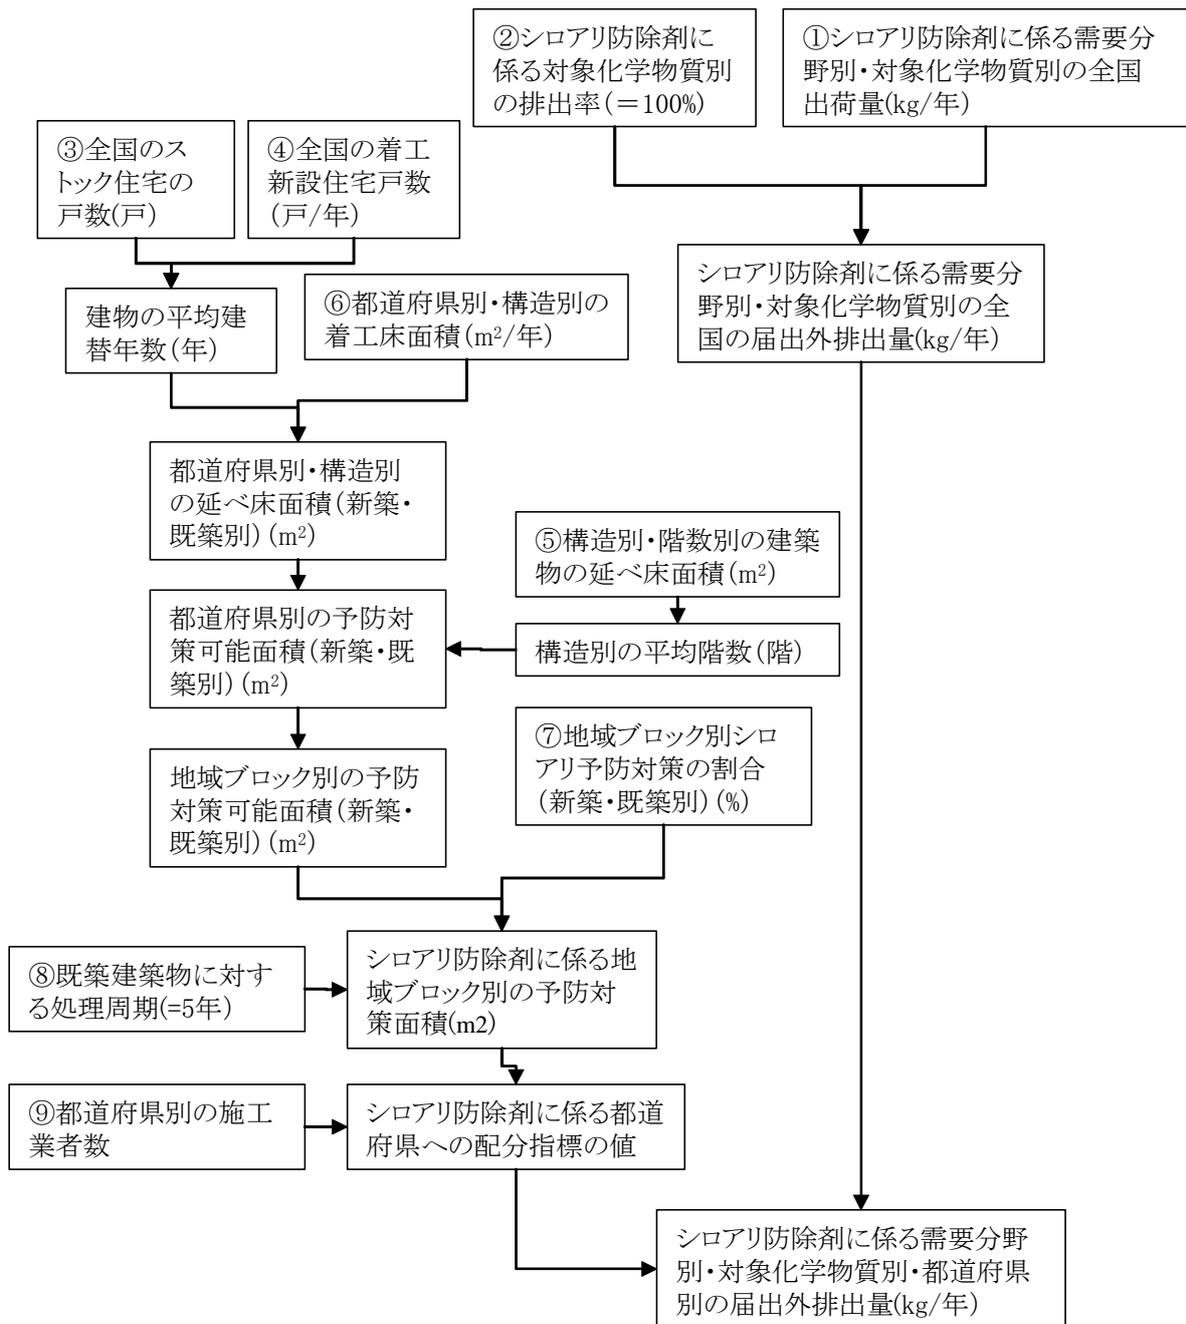 ②シロアリ防除剤に
係る対象化学物質別
の排出率(＝100%)
①シロアリ防除剤に係る需要分
野別・対象化学物質別の全国
出荷量(kg/年)
③全国のス
トック住宅の
戸数(戸)
④全国の着工
新設住宅戸数
(戸/年)
シロアリ防除剤に係る需要分
野別・対象化学物質別の全
国の届出外排出量(kg/年)
建物の平均建
替年数(年)
⑥都道府県別・構造別の
着工床面積(m²/年)
都道府県別・構造別
の延べ床面積(新築・
既築別)(m²)
⑤構造別・階数別の建築
物の延べ床面積(m²)
都道府県別の予防対
策可能面積(新築・既
築別)(m²)
構造別の平均階数(階)
⑦地域ブロック別シロ
アリ予防対策の割合
(新築・既築別)(%)
地域ブロック別の予防
対策可能面積(新築・
既築別)(m²)
⑧既築建築物に対す
る処理周期(=5年)
シロアリ防除剤に係る地
域ブロック別の予防対
策面積(m2)
⑨都道府県別の施工
業者数
シロアリ防除剤に係る都道
府県への配分指標の値
シロアリ防除剤に係る需要分野
別・対象化学物質別・都道府県
別の届出外排出量(kg/年)